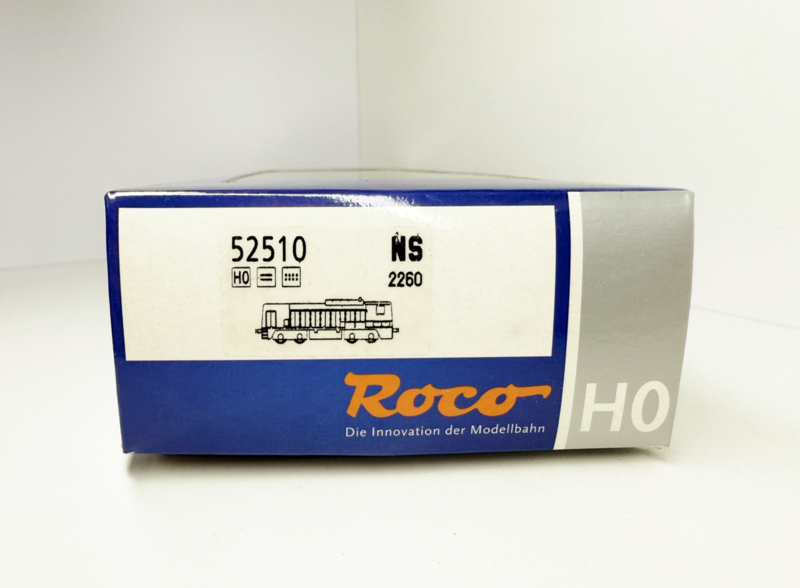 52510 NS
H0 2260
Roco
Die Innovation der Modellbahn
H0